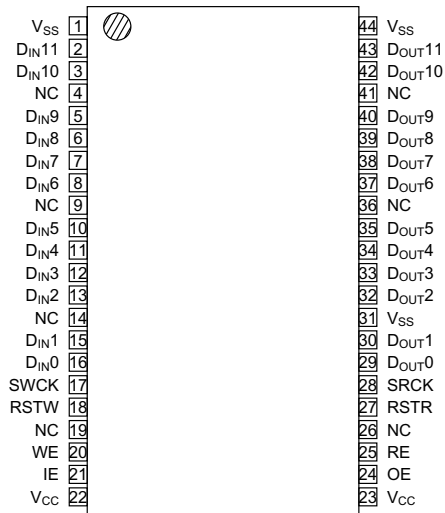 VSS 1 44 VSS
DIN11 2 43 DOUT11
DIN10 3 42 DOUT10
NC 4 41 NC
DIN9 5 40 DOUT9
DIN8 6 39 DOUT8
DIN7 7 38 DOUT7
DIN6 8 37 DOUT6
NC 9 36 NC
DIN5 10 35 DOUT5
DIN4 11 34 DOUT4
DIN3 12 33 DOUT3
DIN2 13 32 DOUT2
NC 14 31 VSS
DIN1 15 30 DOUT1
DIN0 16 29 DOUT0
SWCK 17 28 SRCK
RSTW 18 27 RSTR
NC 19 26 NC
WE 20 25 RE
IE 21 24 OE
VCC 22 23 VCC